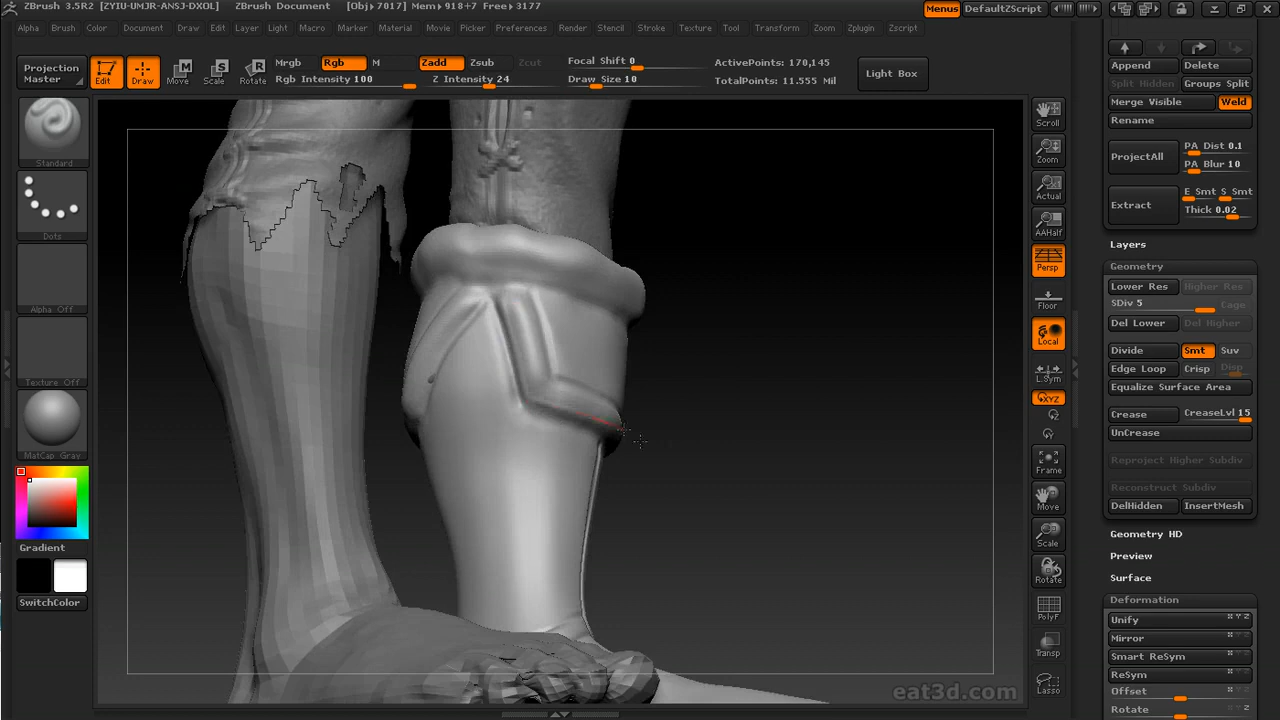 ZBrush 3.5R2 [ZYIU-UMJR-ANSJ-DXOL] ZBrush Document [Obj▸7017] Mem▸918+7 Free▸3177 Menus DefaultZScript
Alpha Brush Color Document Draw Edit Layer Light Macro Marker Material Movie Picker Preferences Render Stencil Stroke Texture Tool Transform Zoom Zplugin Zscript
Projection Master
Edit
Draw
Move
Scale
Rotate
Mrgb Rgb M
Rgb Intensity 100
Zadd Zsub Zcut
Z Intensity 24
Focal Shift 0
Draw Size 10
ActivePoints: 170,145
TotalPoints: 11.555 Mil
Light Box
Standard
Dots
Alpha Off
Texture Off
MatCap Gray
Gradient
SwitchColor
Scroll
Zoom
Actual
AAHalf
Persp
Floor
Local
L.Sym
XYZ
Frame
Move
Scale
Rotate
PolyF
Transp
Lasso
Append Delete
Split Hidden Groups Split
Merge Visible Weld
Rename
ProjectAll PA Dist 0.1
PA Blur 10
Extract E Smt S Smt
Thick 0.02
Layers
Geometry
Lower Res Higher Res
SDiv 5 Cage
Del Lower Del Higher
Divide Smt Suv
Edge Loop Crisp Disp
Equalize Surface Area
Crease CreaseLvl 15
UnCrease
Reproject Higher Subdiv
Reconstruct Subdiv
DelHidden InsertMesh
Geometry HD
Preview
Surface
Deformation
Unify
Mirror
Smart ReSym
ReSym
Offset
Rotate
eat3d.com